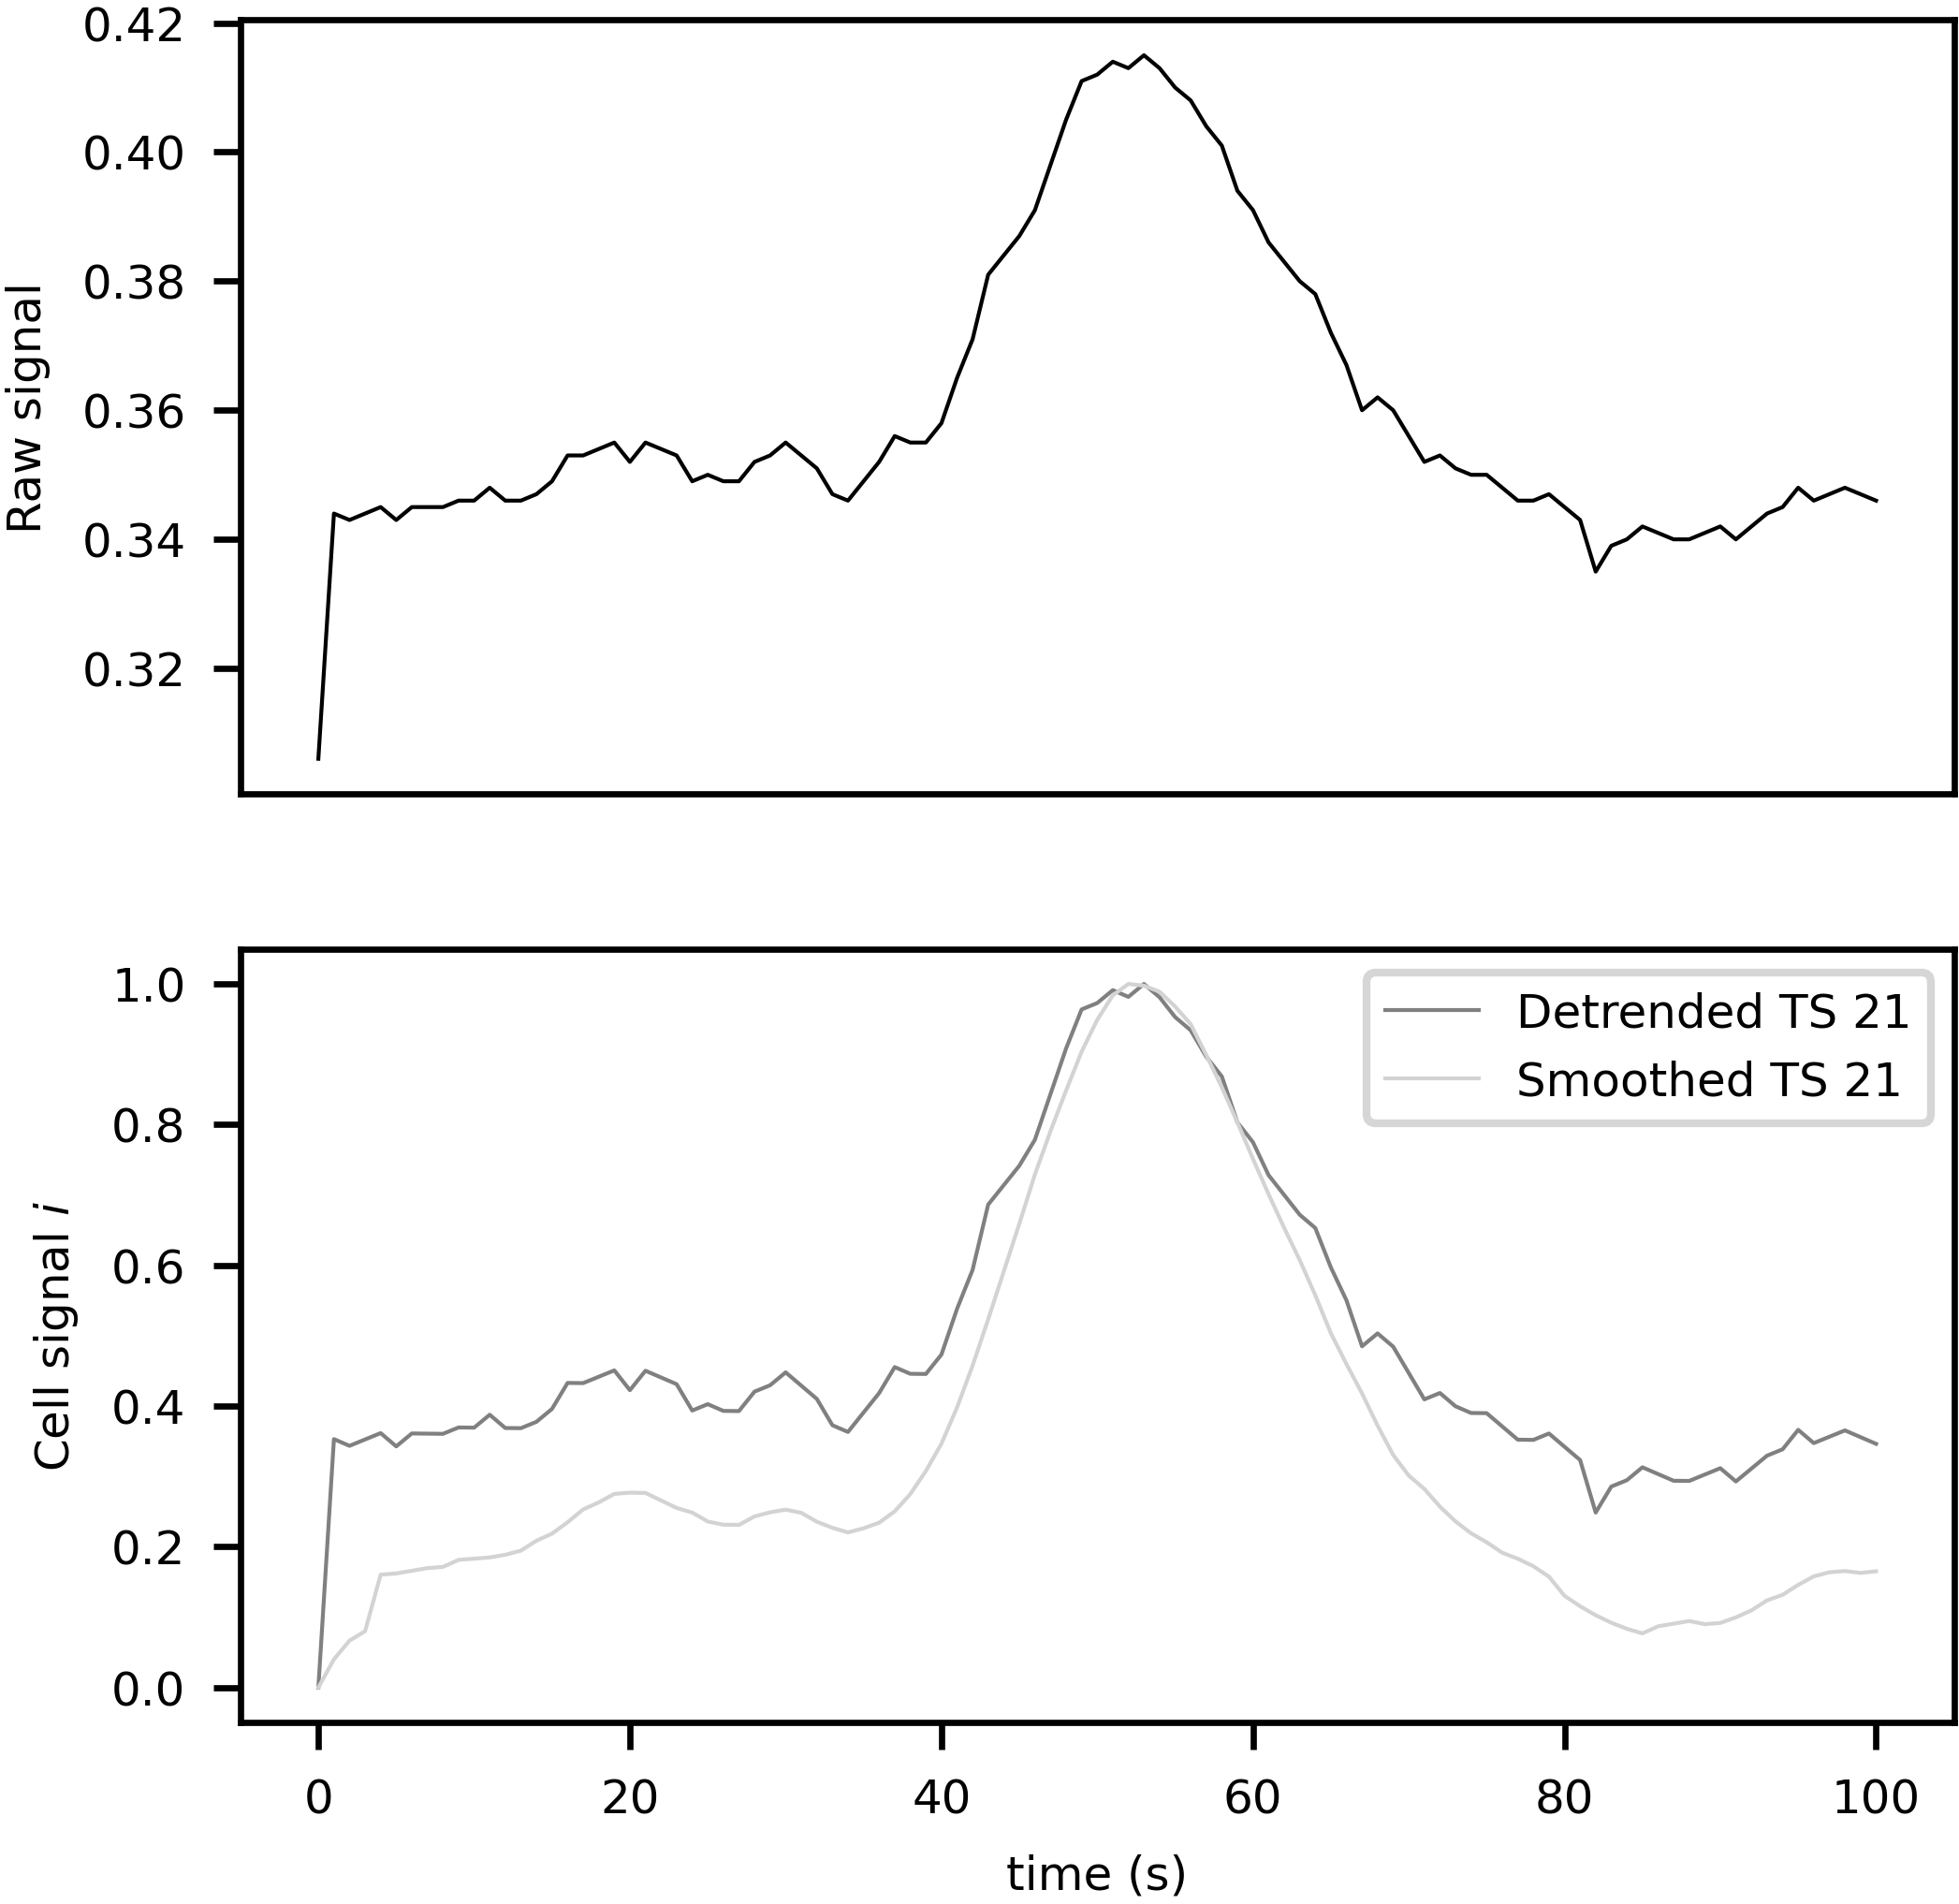 0.42
0.40
0.38
0.36
0.34
0.32
Raw signal
1.0
0.8
0.6
0.4
0.2
0.0
Cell signal i
Detrended TS 21
Smoothed TS 21
0 20 40 60 80 100
time (s)